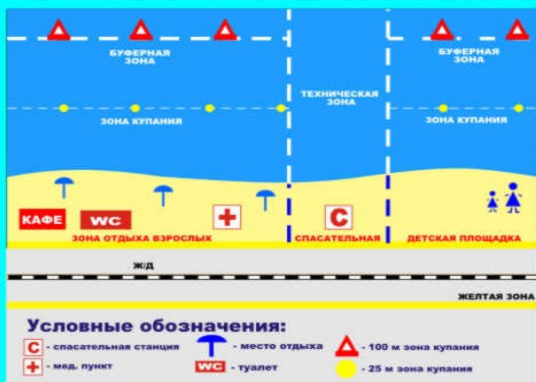 БУФЕРНАЯ
ЗОНА
БУФЕРНАЯ
ЗОНА
ТЕХНИЧЕСКАЯ
ЗОНА
ЗОНА КУПАНИЯ
ЗОНА КУПАНИЯ
КАФЕ
WC
С
ЗОНА ОТДЫХА ВЗРОСЛЫХ
СПАСАТЕЛЬНАЯ
ДЕТСКАЯ ПЛОЩАДКА
Ж/Д
ЖЕЛТАЯ ЗОНА
Условные обозначения:
С - спасательная станция
- место отдыха
- 100 м зона купания
- мед. пункт
WC - туалет
- 25 м зона купания